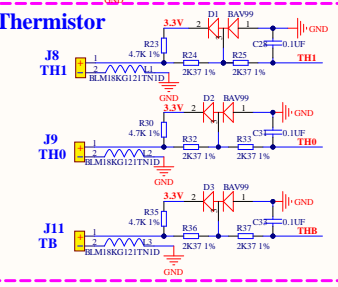 Thermistor
3.3V D1 BAV99
2 1 GND
J8 R23 C28 0.1UF
TH1 4.7K 1% R24 R25
1 TH1
2 2K37 1% 2K37 1%
BLM18KG121TN1D
GND
3.3V D2 BAV99
2 1 GND
J9 R30 0.1UF
TH0 4.7K 1% R32 R33
1 TH0
2 L2 2K37 1% 2K37 1%
BLM18KG121TN1D
GND
3.3V D3 BAV99
2 1 GND
J11 R35 0.1UF
TB 4.7K 1% R36 R37
1 THB
2 L3 2K37 1% 2K37 1%
BLM18KG121TN1D
GND